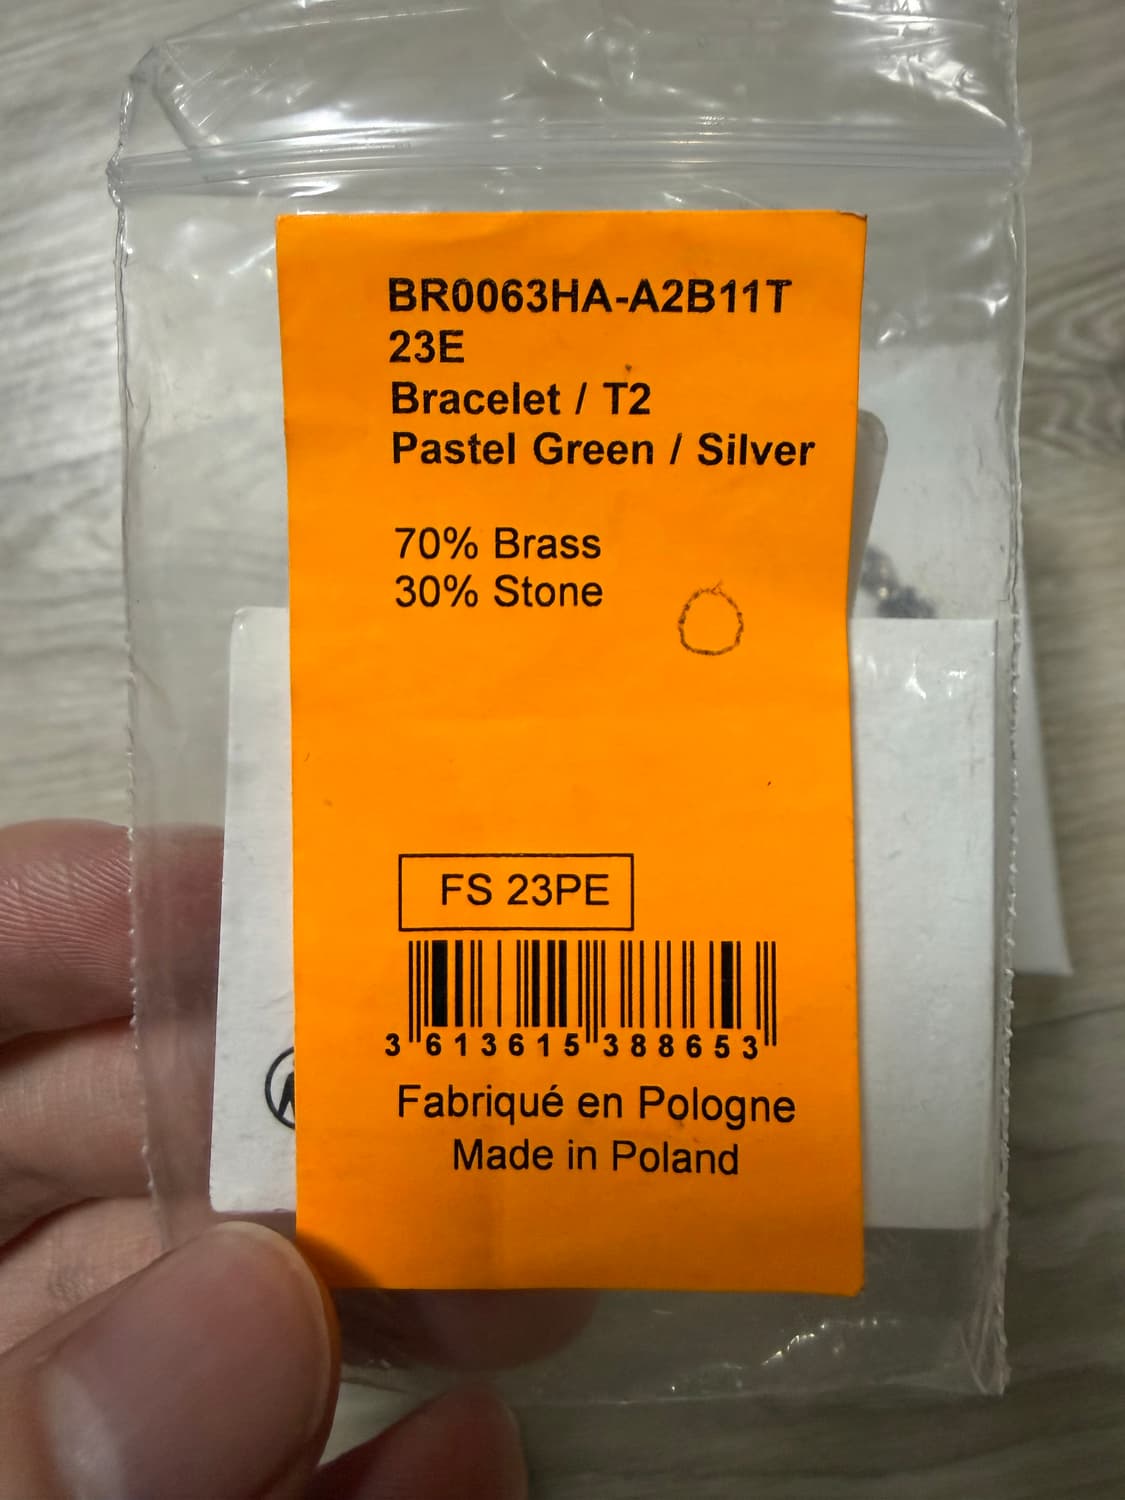 BR0063HA-A2B11T
23E
Bracelet / T2
Pastel Green / Silver
70% Brass
30% Stone
FS 23PE
3 613615 388653
Fabriqué en Pologne
Made in Poland